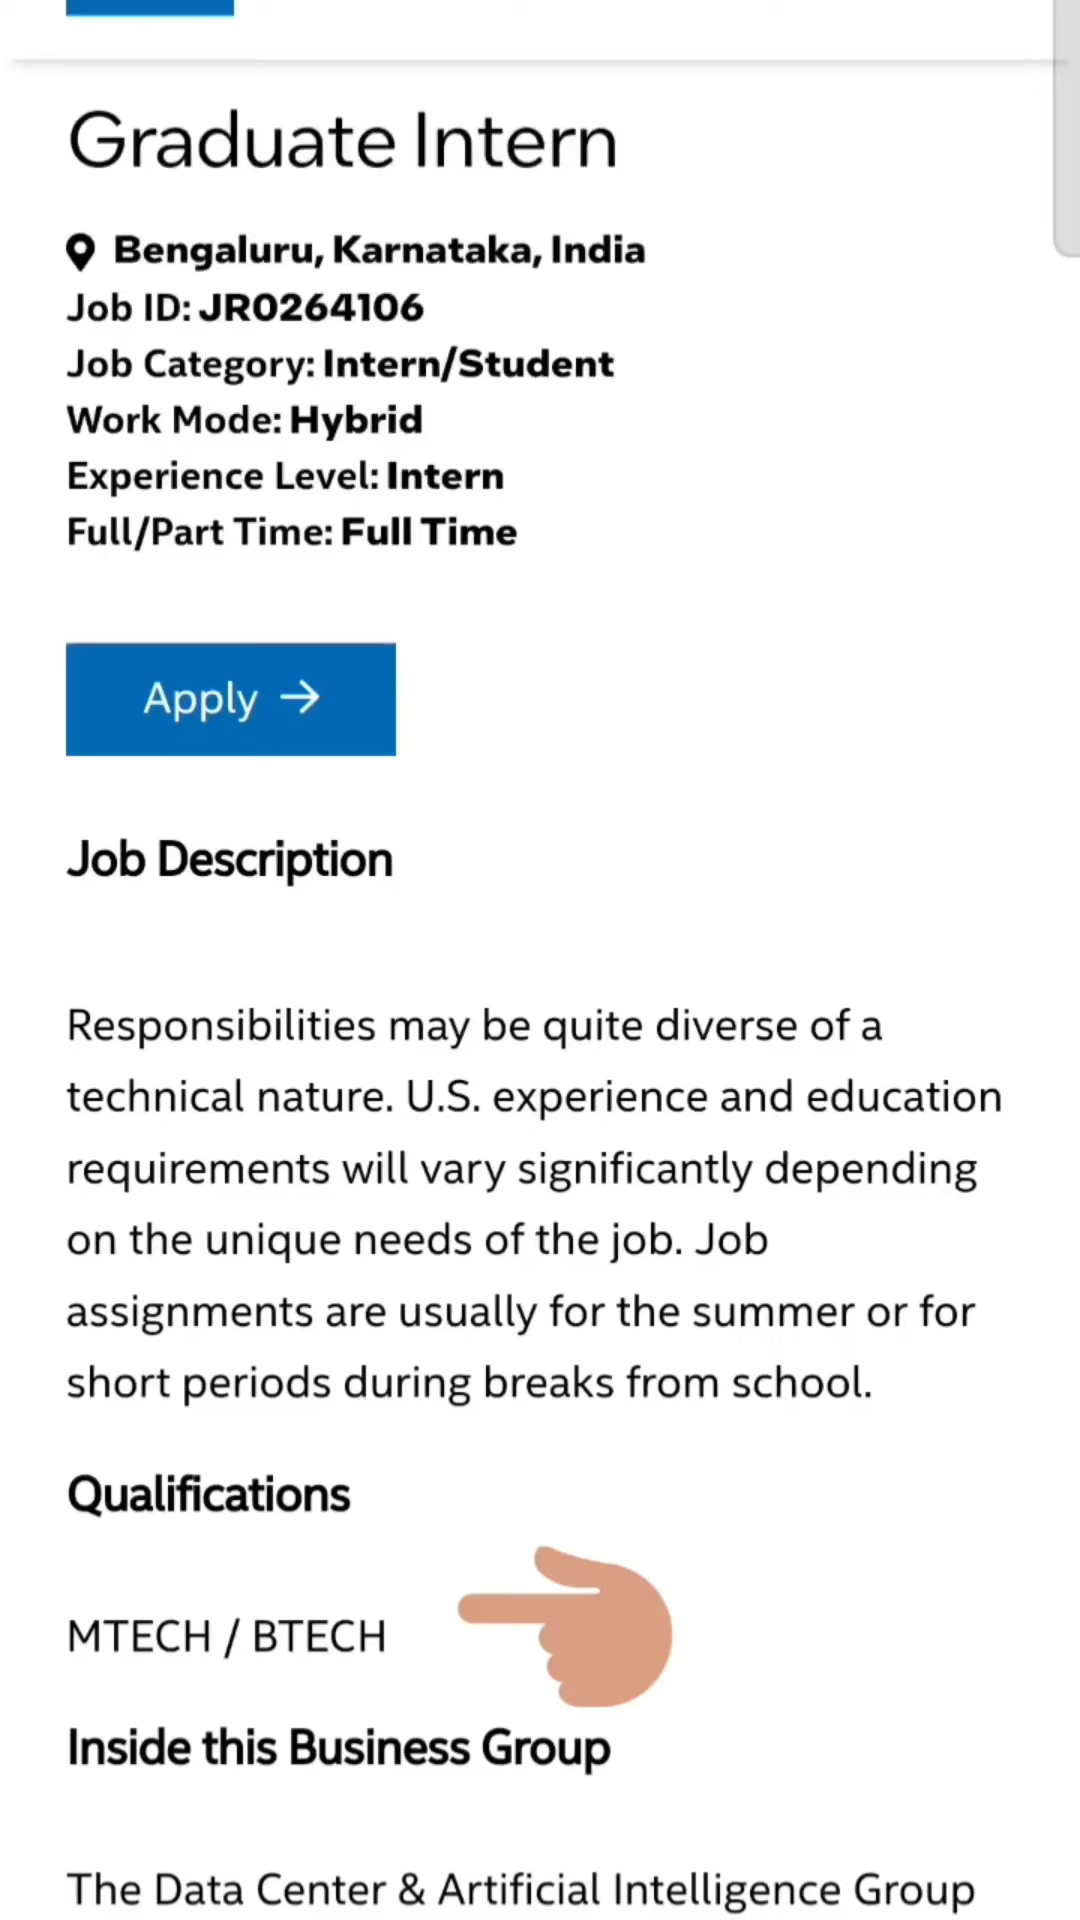 Graduate Intern
Bengaluru, Karnataka, India
Job ID: JR0264106
Job Category: Intern/Student
Work Mode: Hybrid
Experience Level: Intern
Full/Part Time: Full Time
Apply →
Job Description
Responsibilities may be quite diverse of a
technical nature. U.S. experience and education
requirements will vary significantly depending
on the unique needs of the job. Job
assignments are usually for the summer or for
short periods during breaks from school.
Qualifications
MTECH / BTECH
Inside this Business Group
The Data Center & Artificial Intelligence Group